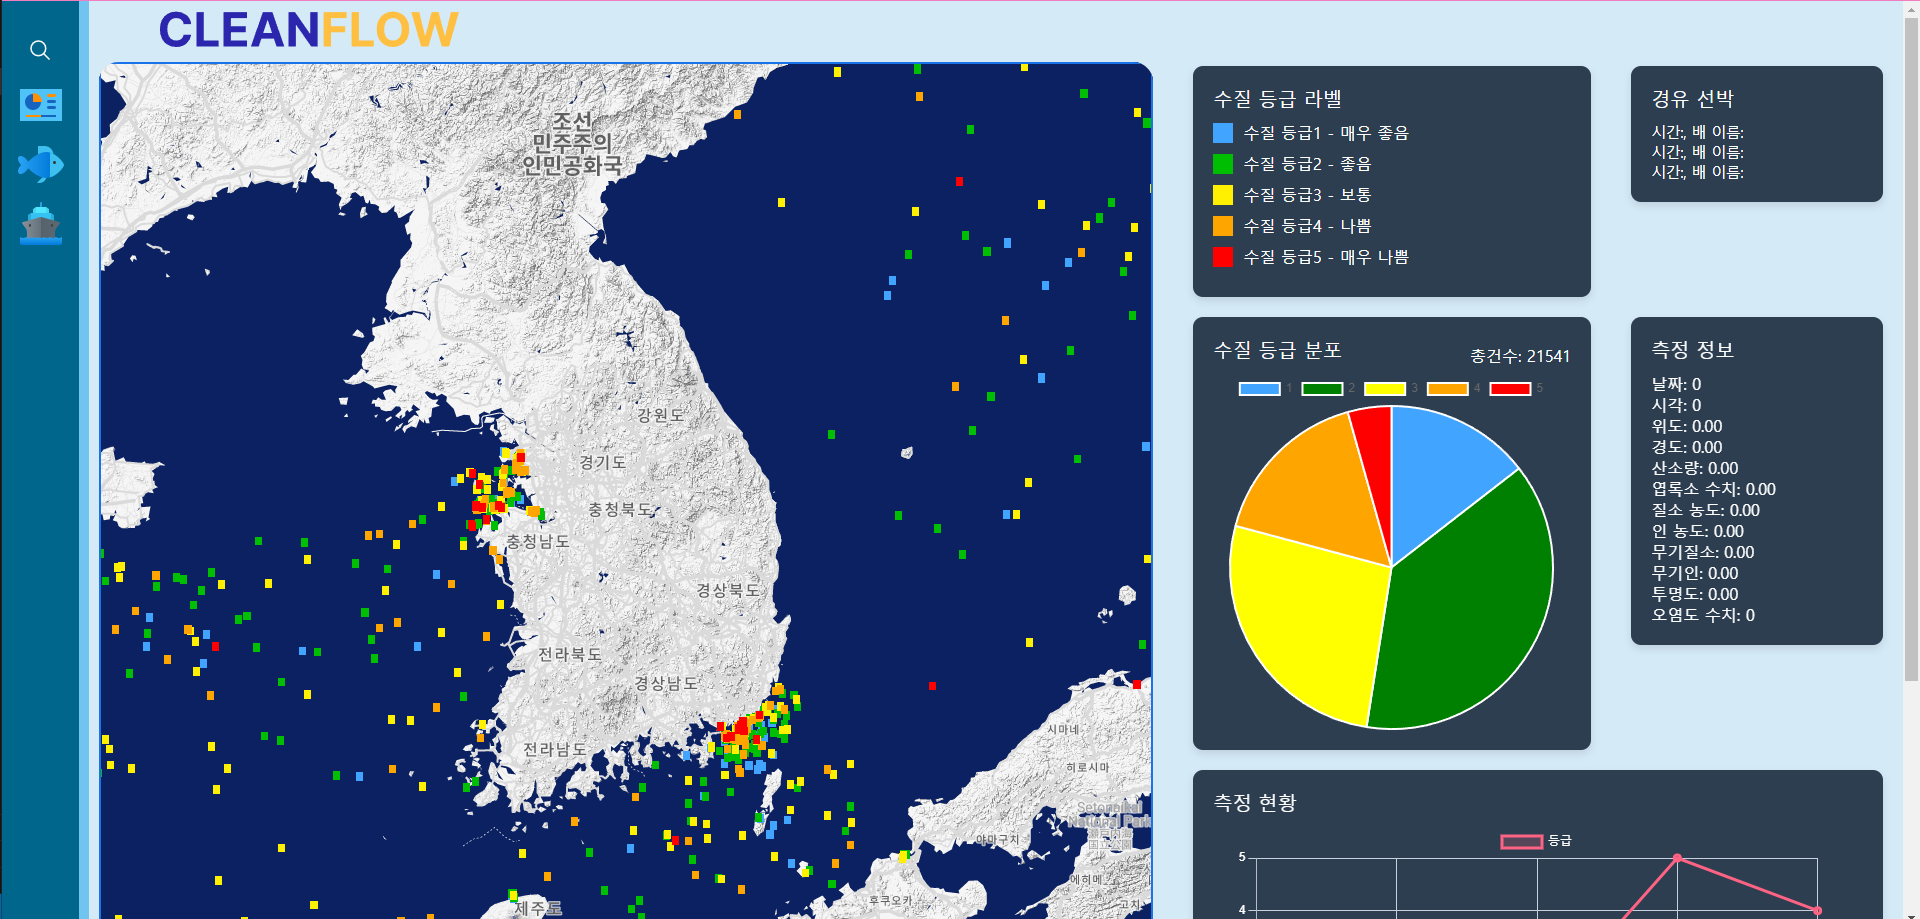 CLEANFLOW
조선
민주주의
인민공화국
강원도
경기도
충청북도
충청남도
경상북도
전라북도
경상남도
전라남도
제주도
시마네
히로시마
Setonaikai
National Park
瀬戸内海
国立公園
야마구치
에히메
후쿠오카
고치
수질 등급 라벨
수질 등급1 - 매우 좋음
수질 등급2 - 좋음
수질 등급3 - 보통
수질 등급4 - 나쁨
수질 등급5 - 매우 나쁨
경유 선박
시간:, 배 이름:
시간:, 배 이름:
시간:, 배 이름:
수질 등급 분포
총건수: 21541
1 2 3 4 5
측정 정보
날짜: 0
시각: 0
위도: 0.00
경도: 0.00
산소량: 0.00
엽록소 수치: 0.00
질소 농도: 0.00
인 농도: 0.00
무기질소: 0.00
무기인: 0.00
투명도: 0.00
오염도 수치: 0
측정 현황
등급
5
4